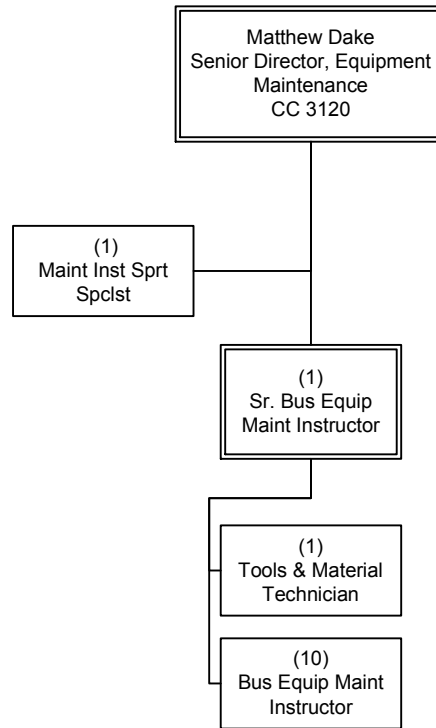 Matthew Dake
Senior Director, Equipment
Maintenance
CC 3120
(1)
Maint Inst Sprt
Spclst
(1)
Sr. Bus Equip
Maint Instructor
(1)
Tools & Material
Technician
(10)
Bus Equip Maint
Instructor